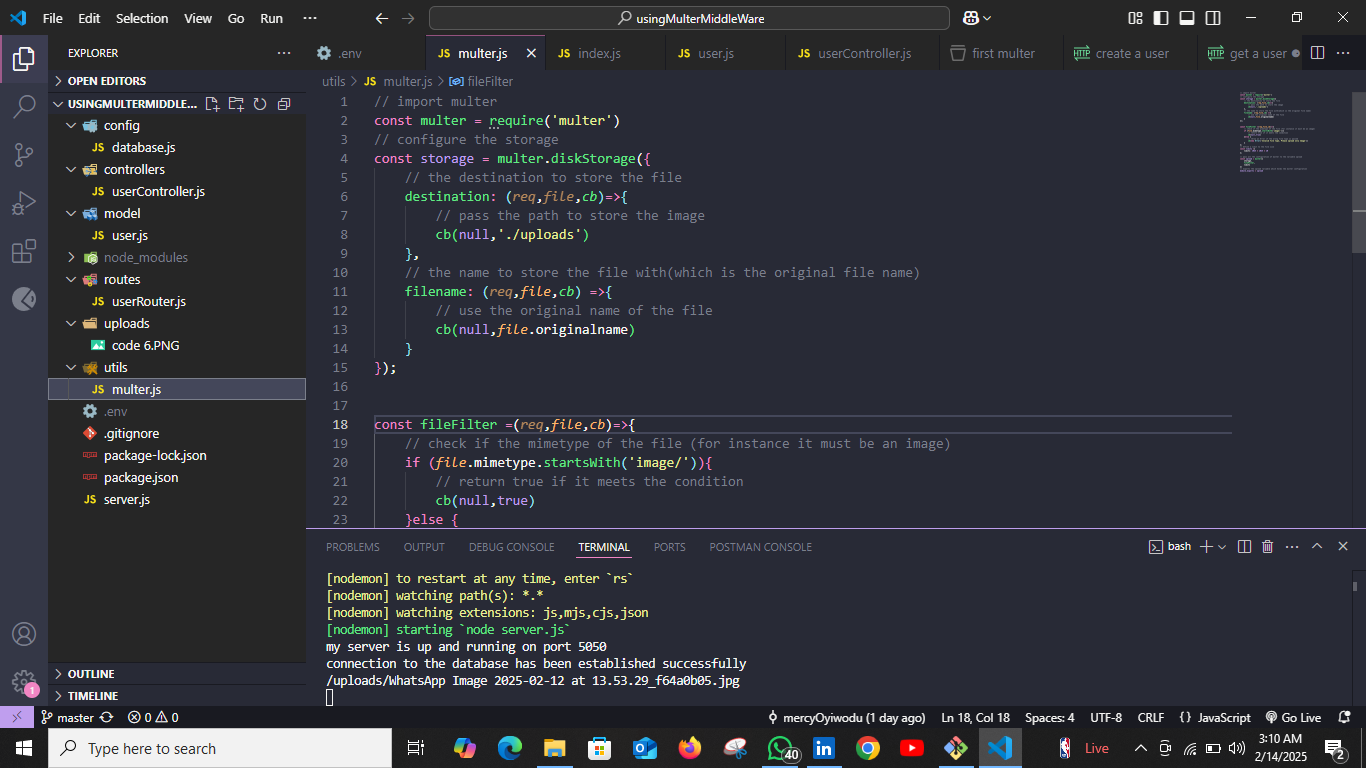 File Edit Selection View Go Run ··· usingMulterMiddleWare
EXPLORER ···
OPEN EDITORS
USINGMULTERMIDDLE...
config
JS database.js
controllers
JS userController.js
model
JS user.js
node_modules
routes
JS userRouter.js
uploads
code 6.PNG
utils
JS multer.js
.env
.gitignore
package-lock.json
package.json
JS server.js
OUTLINE
TIMELINE
.env JS multer.js JS index.js JS user.js JS userController.js first multer HTTP create a user HTTP get a user
utils > JS multer.js > fileFilter
1 // import multer
2 const multer = require('multer')
3 // configure the storage
4 const storage = multer.diskStorage({
5 // the destination to store the file
6 destination: (req,file,cb)=>{
7 // pass the path to store the image
8 cb(null,'./uploads')
9 },
10 // the name to store the file with(which is the original file name)
11 filename: (req,file,cb) =>{
12 // use the original name of the file
13 cb(null,file.originalname)
14 }
15 });
16
17
18 const fileFilter =(req,file,cb)=>{
19 // check if the mimetype of the file (for instance it must be an image)
20 if (file.mimetype.startsWith('image/')){
21 // return true if it meets the condition
22 cb(null,true)
23 }else {
PROBLEMS OUTPUT DEBUG CONSOLE TERMINAL PORTS POSTMAN CONSOLE bash
[nodemon] to restart at any time, enter `rs`
[nodemon] watching path(s): *.*
[nodemon] watching extensions: js,mjs,cjs,json
[nodemon] starting `node server.js`
my server is up and running on port 5050
connection to the database has been established successfully
/uploads/WhatsApp Image 2025-02-12 at 13.53.29_f64a0b05.jpg
1
master 0 0 mercyOyiwodu (1 day ago) Ln 18, Col 18 Spaces: 4 UTF-8 CRLF {} JavaScript Go Live
Type here to search 40 Live 3:10 AM
2/14/2025 2